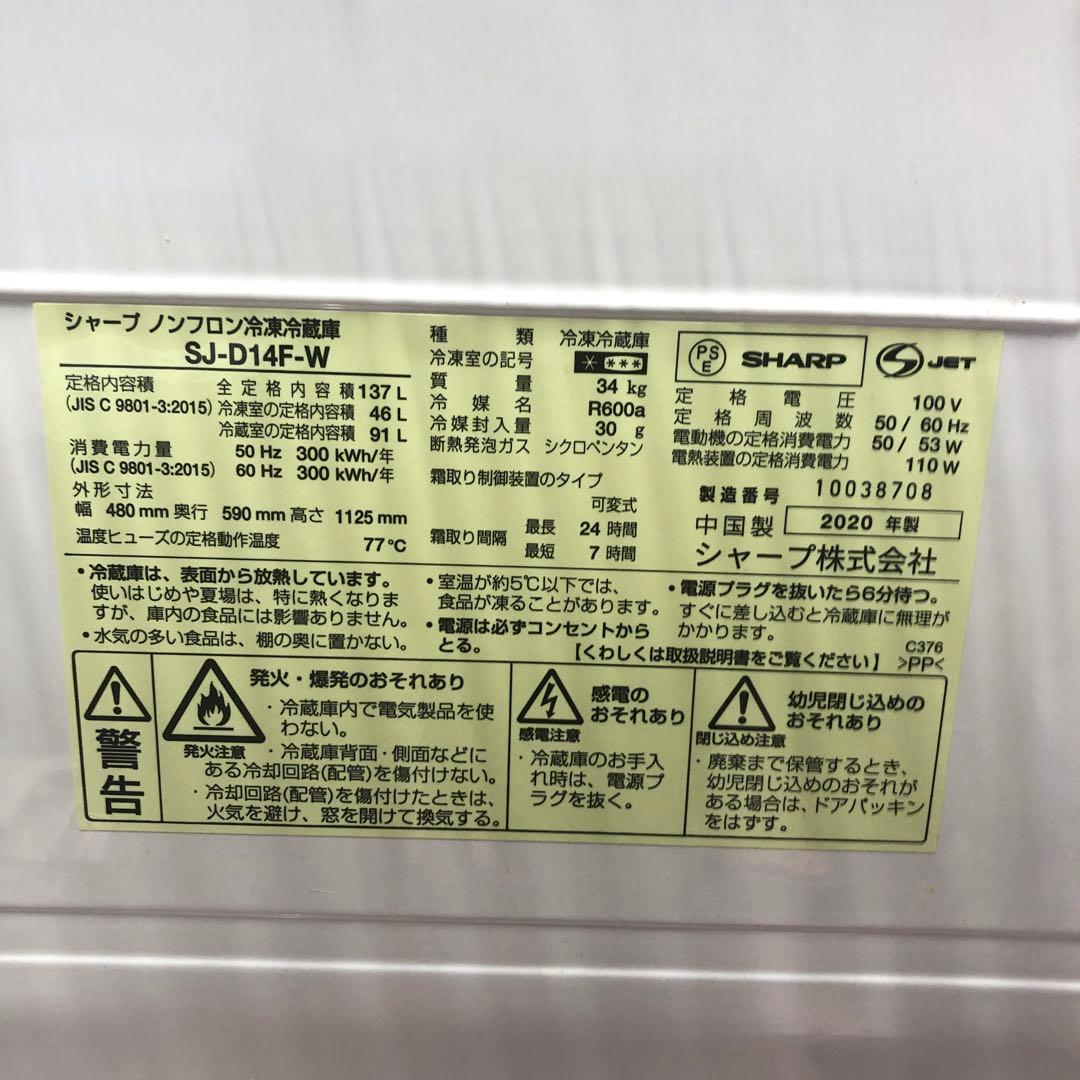 シャープ ノンフロン冷凍冷蔵庫
SJ-D14F-W
定格内容積 全定格内容積 137 L
(JIS C 9801-3:2015) 冷凍室の定格内容積 46 L
冷蔵室の定格内容積 91 L
消費電力量 50 Hz 300 kWh/年
(JIS C 9801-3:2015) 60 Hz 300 kWh/年
外形寸法
幅 480 mm 奥行 590 mm 高さ 1125 mm
温度ヒューズの定格動作温度 77℃
種類 冷凍冷蔵庫
冷凍室の記号 * ***
質量 34 kg
冷媒名 R600a
冷媒封入量 30 g
断熱発泡ガス シクロペンタン
霜取り制御装置のタイプ
可変式
霜取り間隔 最長 24 時間
最短 7 時間
PSE SHARP JET
定格電圧 100 V
定格周波数 50 / 60 Hz
電動機の定格消費電力 50 / 53 W
電熱装置の定格消費電力 110 W
製造番号 10038708
中国製 2020 年製
シャープ株式会社
・冷蔵庫は、表面から放熱しています。
使いはじめや夏場は、特に熱くなりま
すが、庫内の食品には影響ありません。
・水気の多い食品は、棚の奥に置かない。
・室温が約5℃以下では、
食品が凍ることがあります。
・電源は必ずコンセントから
とる。
・電源プラグを抜いたら6分待つ。
すぐに差し込むと冷蔵庫に無理が
かかります。
【くわしくは取扱説明書をご覧ください】
C376
>PP<
警告
発火・爆発のおそれあり
発火注意
・冷蔵庫内で電気製品を使
わない。
・冷蔵庫背面・側面などに
ある冷却回路(配管)を傷付けない。
・冷却回路(配管)を傷付けたときは、
火気を避け、窓を開けて換気する。
感電の
おそれあり
感電注意
・冷蔵庫のお手入
れ時は、電源プ
ラグを抜く。
幼児閉じ込めの
おそれあり
閉じ込め注意
・廃棄まで保管するとき、
幼児閉じ込めのおそれが
ある場合は、ドアパッキン
をはずす。